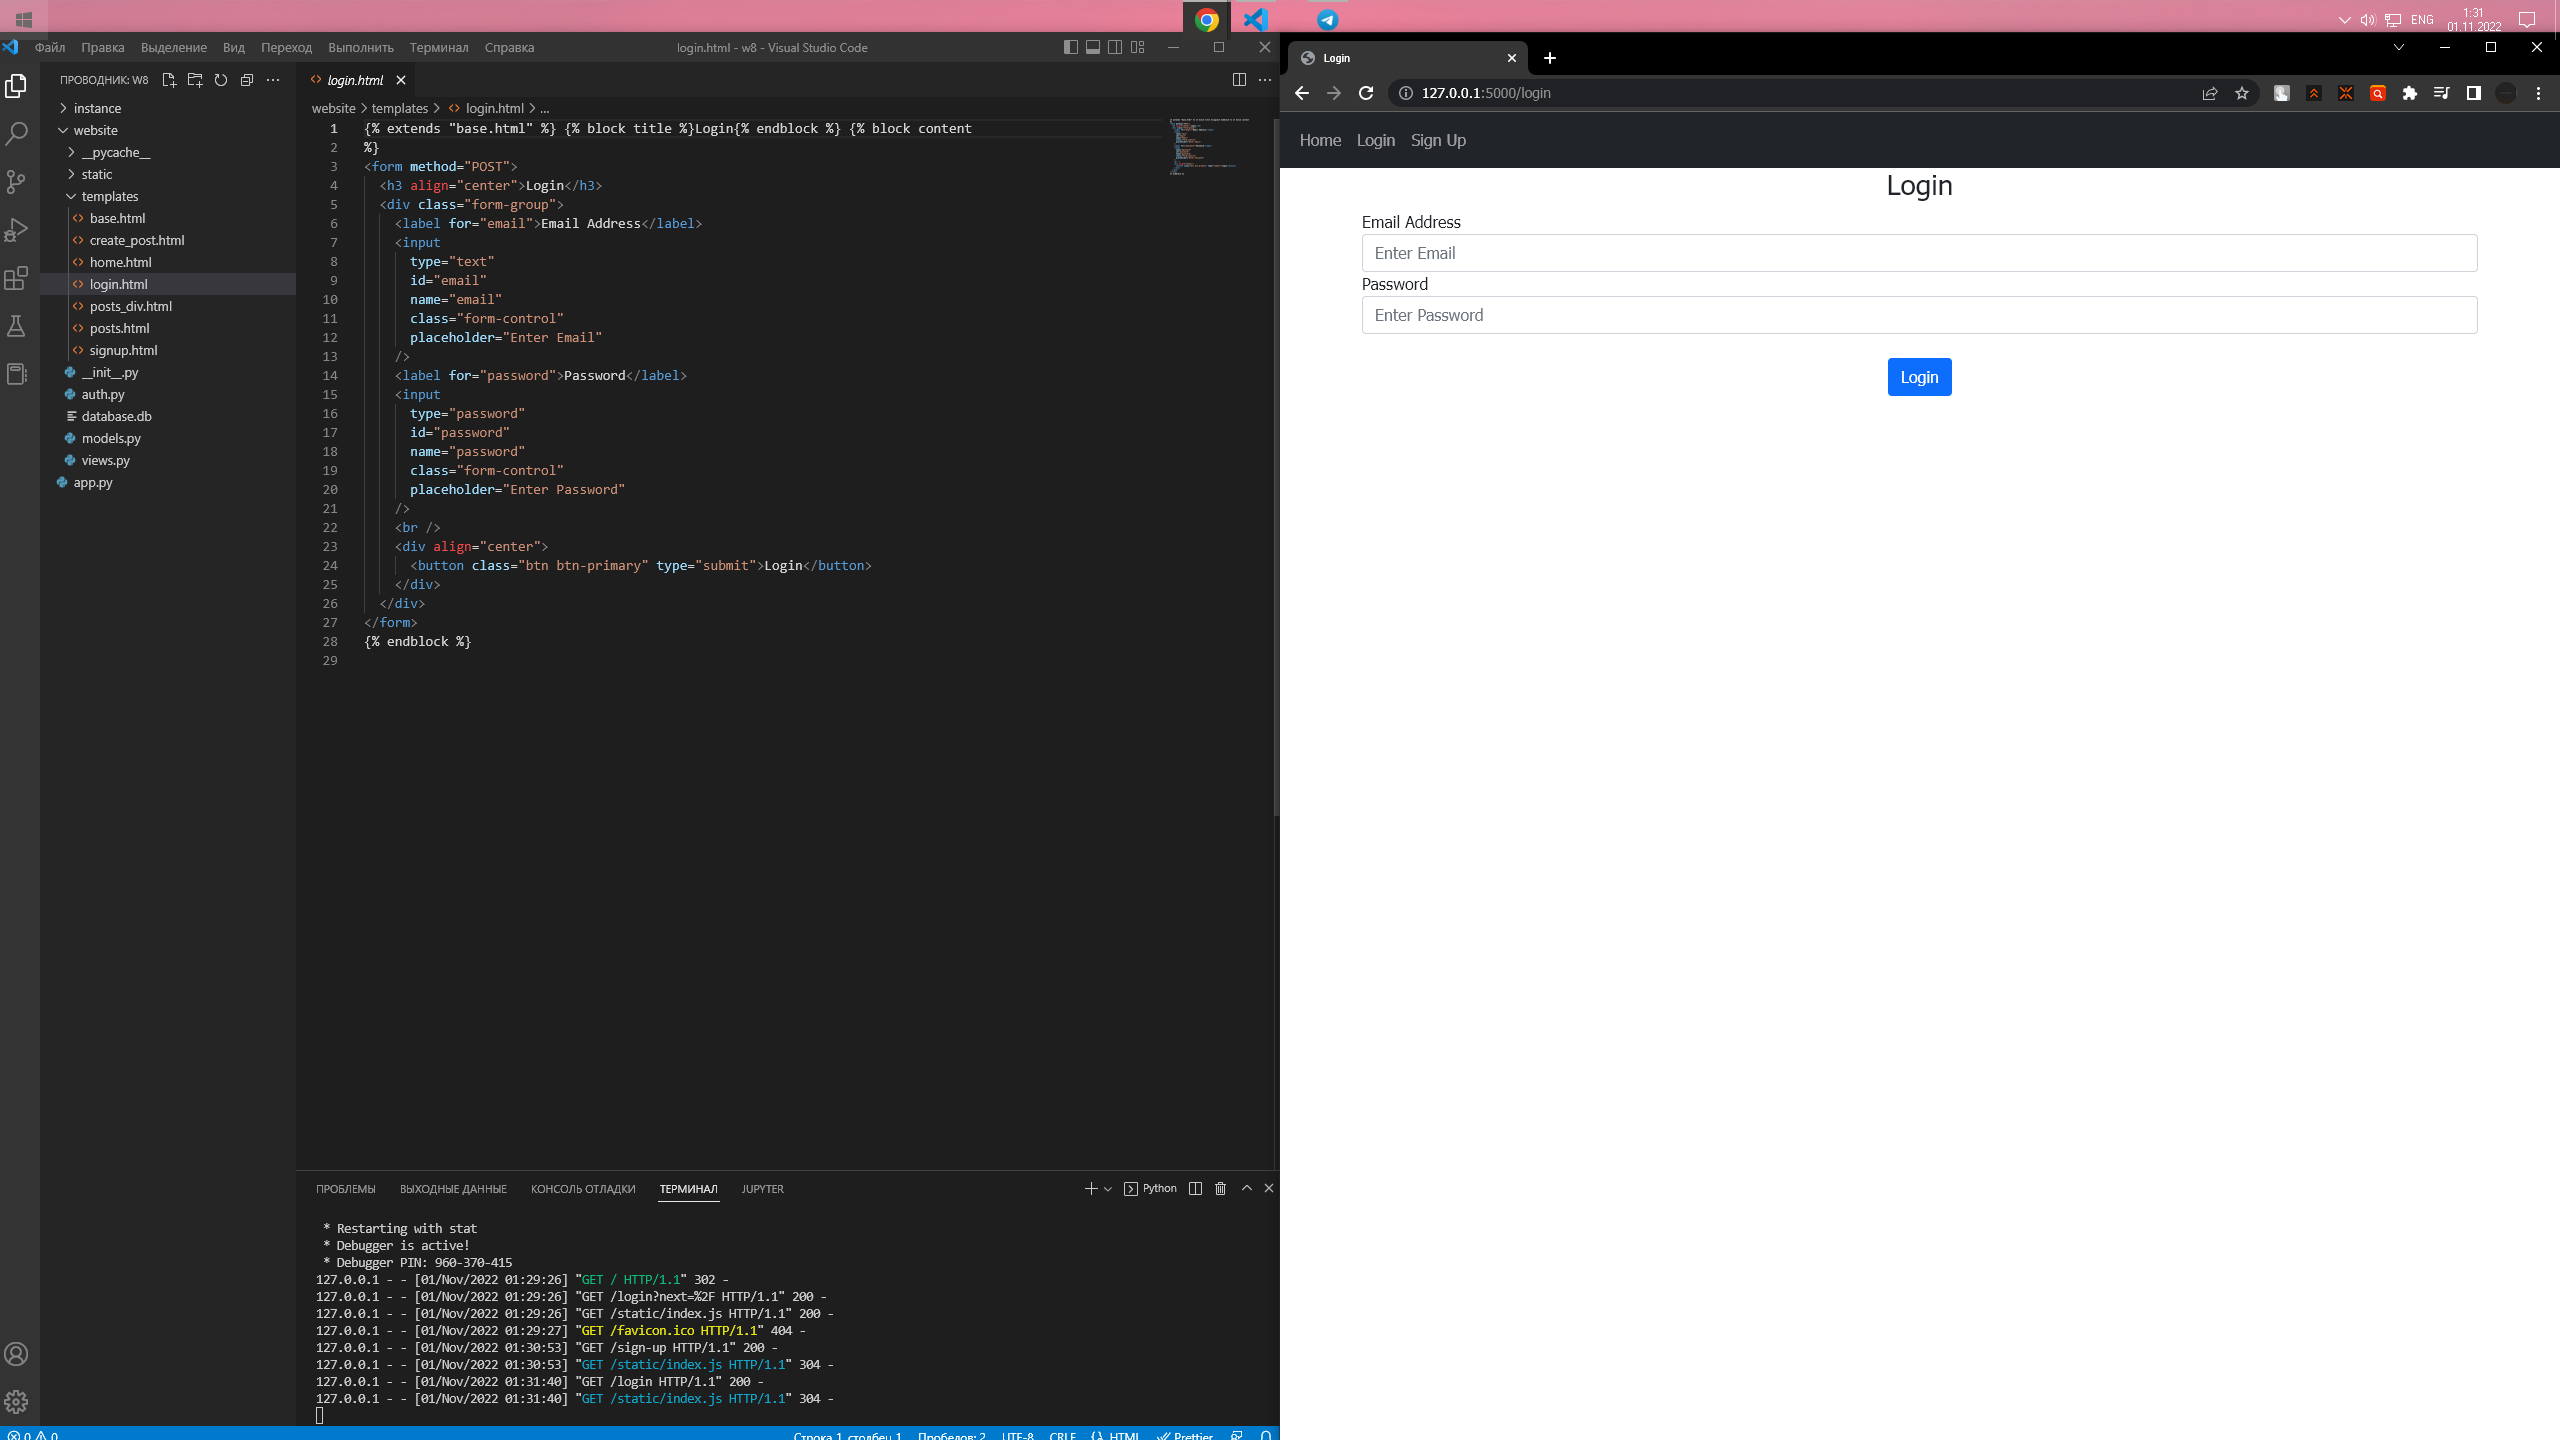 ENG
1:31
01.11.2022
Файл Правка Выделение Вид Переход Выполнить Терминал Справка
login.html - w8 - Visual Studio Code
ПРОВОДНИК: W8
instance
website
__pycache__
static
templates
base.html
create_post.html
home.html
login.html
posts_div.html
posts.html
signup.html
__init__.py
auth.py
database.db
models.py
views.py
app.py
login.html
website > templates > login.html > ...
1 {% extends "base.html" %} {% block title %}Login{% endblock %} {% block content
2 %}
3 <form method="POST">
4 <h3 align="center">Login</h3>
5 <div class="form-group">
6 <label for="email">Email Address</label>
7 <input
8 type="text"
9 id="email"
10 name="email"
11 class="form-control"
12 placeholder="Enter Email"
13 />
14 <label for="password">Password</label>
15 <input
16 type="password"
17 id="password"
18 name="password"
19 class="form-control"
20 placeholder="Enter Password"
21 />
22 <br />
23 <div align="center">
24 <button class="btn btn-primary" type="submit">Login</button>
25 </div>
26 </div>
27 </form>
28 {% endblock %}
29
ПРОБЛЕМЫ ВЫХОДНЫЕ ДАННЫЕ КОНСОЛЬ ОТЛАДКИ ТЕРМИНАЛ JUPYTER
Python
* Restarting with stat
* Debugger is active!
* Debugger PIN: 960-370-415
127.0.0.1 - - [01/Nov/2022 01:29:26] "GET / HTTP/1.1" 302 -
127.0.0.1 - - [01/Nov/2022 01:29:26] "GET /login?next=%2F HTTP/1.1" 200 -
127.0.0.1 - - [01/Nov/2022 01:29:26] "GET /static/index.js HTTP/1.1" 200 -
127.0.0.1 - - [01/Nov/2022 01:29:27] "GET /favicon.ico HTTP/1.1" 404 -
127.0.0.1 - - [01/Nov/2022 01:30:53] "GET /sign-up HTTP/1.1" 200 -
127.0.0.1 - - [01/Nov/2022 01:30:53] "GET /static/index.js HTTP/1.1" 304 -
127.0.0.1 - - [01/Nov/2022 01:31:40] "GET /login HTTP/1.1" 200 -
127.0.0.1 - - [01/Nov/2022 01:31:40] "GET /static/index.js HTTP/1.1" 304 -
0 0
Строка 1, столбец 1 Пробелов: 2 UTF-8 CRLF HTML Prettier
Login
127.0.0.1:5000/login
Home Login Sign Up
Login
Email Address
Enter Email
Password
Enter Password
Login